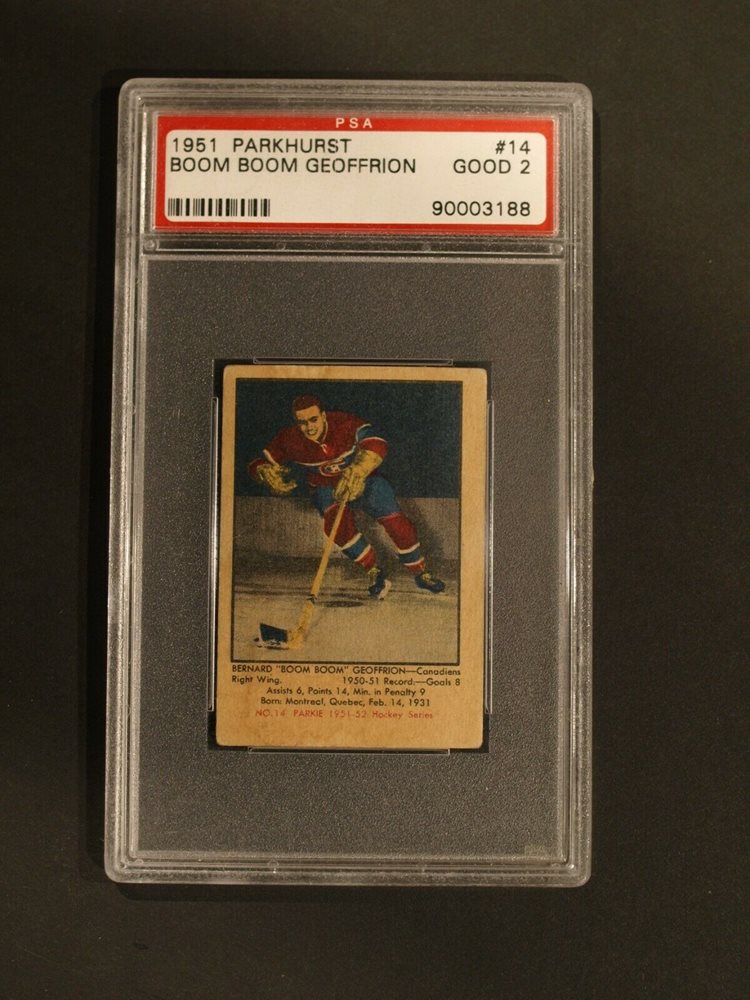 PSA
1951 PARKHURST #14
BOOM BOOM GEOFFRION GOOD 2
90003188
BERNARD "BOOM BOOM" GEOFFRION—Canadiens
Right Wing. 1950-51 Record:—Goals 8
Assists 6, Points 14, Min. in Penalty 9
Born: Montreal, Quebec, Feb. 14, 1931
NO. 14 PARKIE 1951-52 Hockey Series